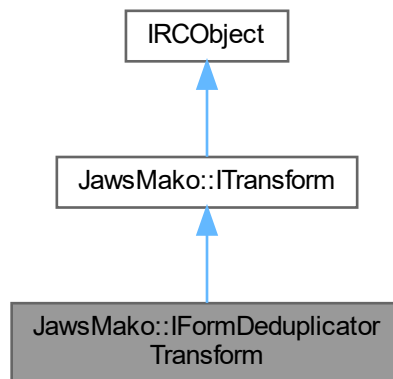 IRCObject
JawsMako::ITransform
JawsMako::IFormDeduplicator
Transform